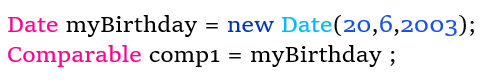 Date myBirthday = new Date(20,6,2003);
Comparable comp1 = myBirthday ;